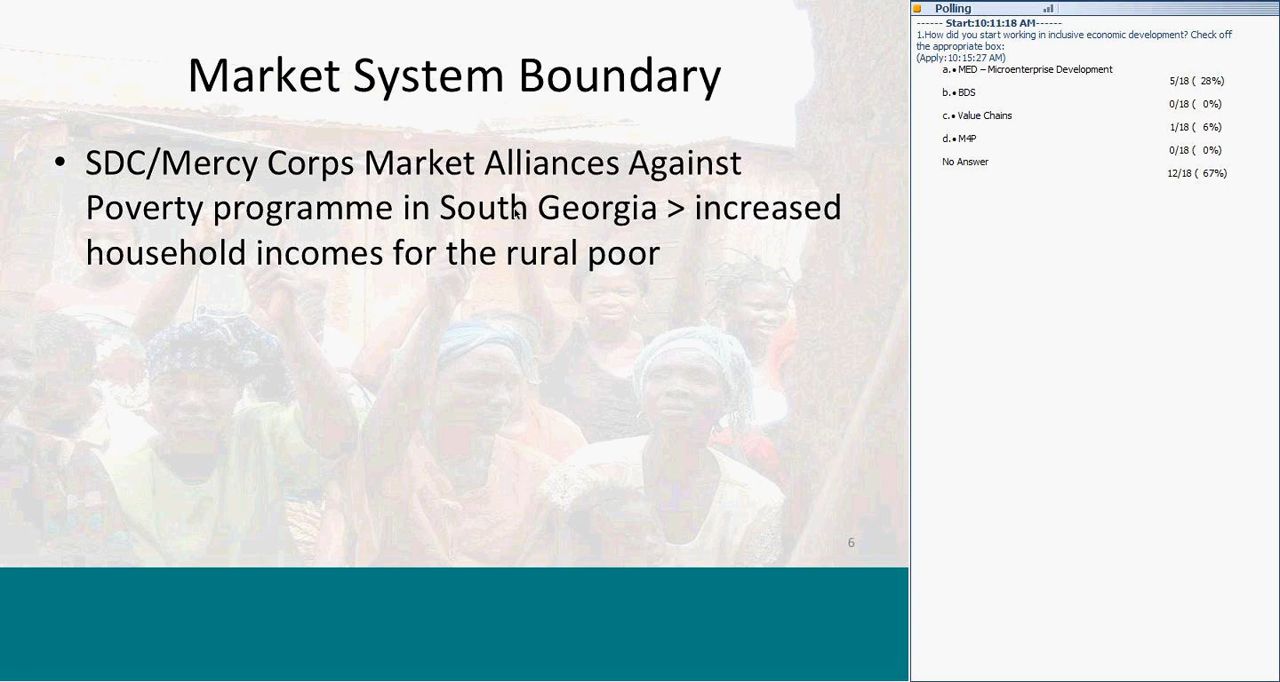 Market System Boundary
• SDC/Mercy Corps Market Alliances Against
Poverty programme in South Georgia > increased
household incomes for the rural poor
6
Polling
------ Start:10:11:18 AM------
1.How did you start working in inclusive economic development? Check off
the appropriate box:
(Apply:10:15:27 AM)
a.• MED – Microenterprise Development
5/18 ( 28%)
b.• BDS
0/18 ( 0%)
c.• Value Chains
1/18 ( 6%)
d.• M4P
0/18 ( 0%)
No Answer
12/18 ( 67%)